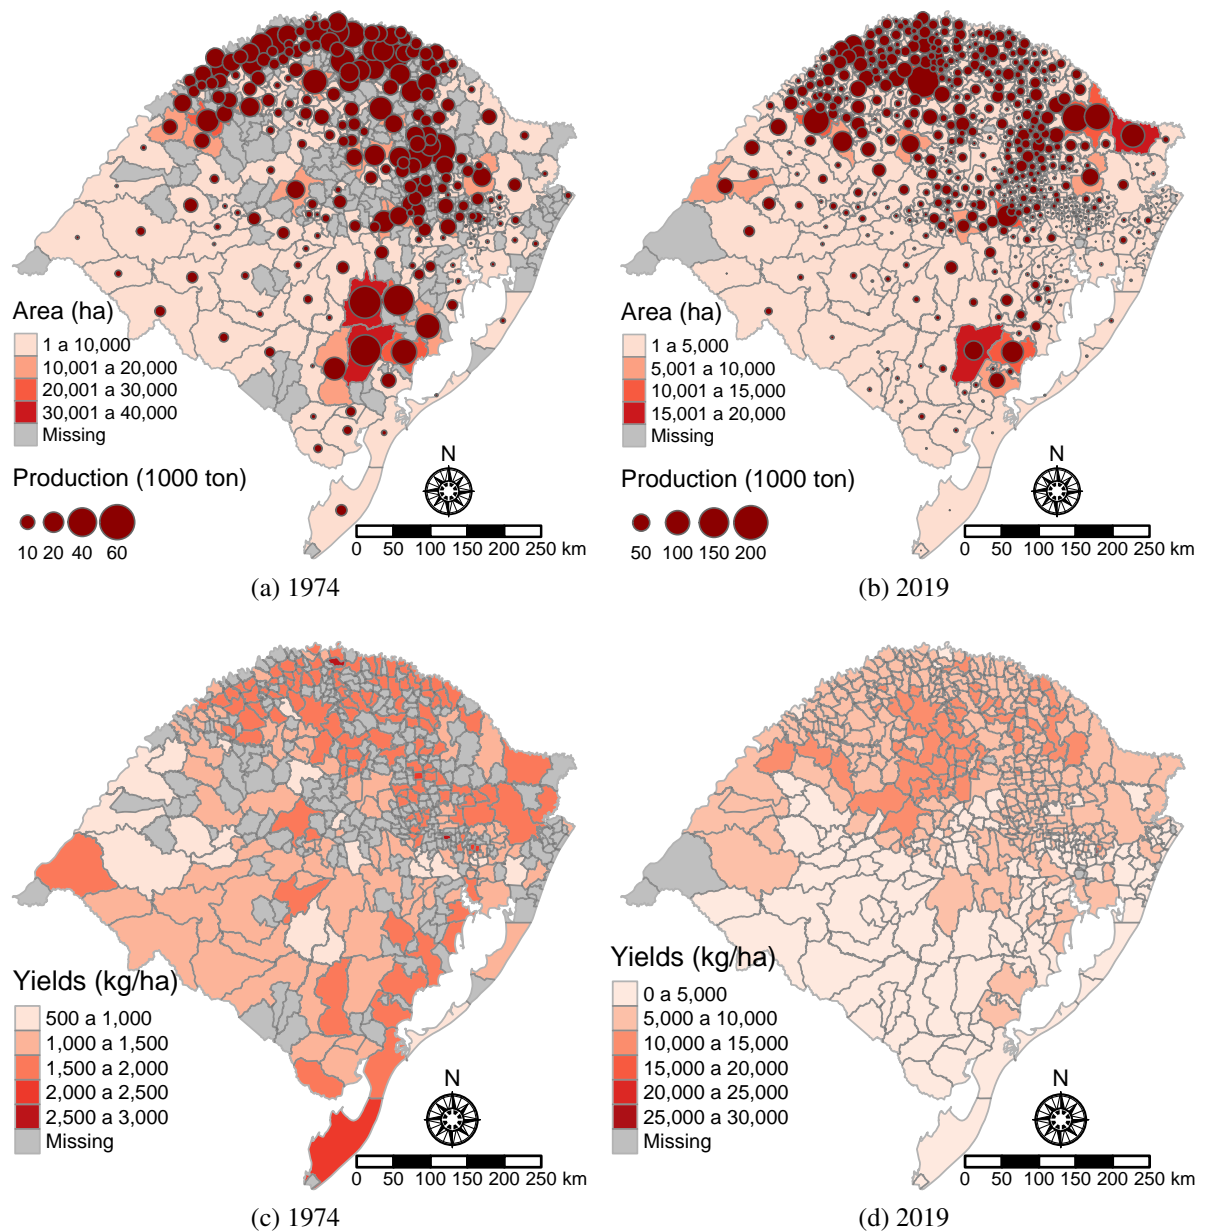 Area (ha)
1 a 10,000
10,001 a 20,000
20,001 a 30,000
30,001 a 40,000
Missing
Production (1000 ton)
10 20 40 60
N
0 50 100 150 200 250 km
(a) 1974
Area (ha)
1 a 5,000
5,001 a 10,000
10,001 a 15,000
15,001 a 20,000
Missing
Production (1000 ton)
50 100 150 200
N
0 50 100 150 200 250 km
(b) 2019
Yields (kg/ha)
500 a 1,000
1,000 a 1,500
1,500 a 2,000
2,000 a 2,500
2,500 a 3,000
Missing
N
0 50 100 150 200 250 km
(c) 1974
Yields (kg/ha)
0 a 5,000
5,000 a 10,000
10,000 a 15,000
15,000 a 20,000
20,000 a 25,000
25,000 a 30,000
Missing
N
0 50 100 150 200 250 km
(d) 2019